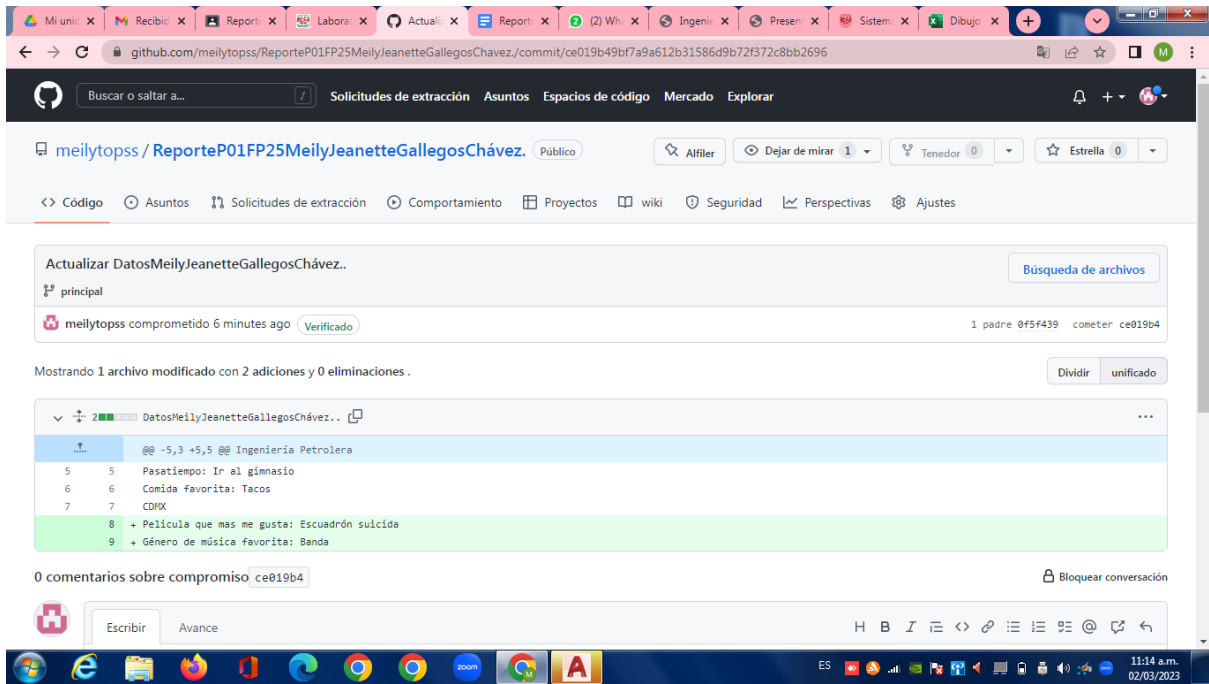 Mi unic
Recibid
Reporte
Laborat
Actuali
Reporte
(2) Wha
Ingenie
Present
Sistema
Dibujo
github.com/meilytopss/ReporteP01FP25MeilyJeanetteGallegosChavez./commit/ce019b49bf7a9a612b31586d9b72f372c8bb2696
M
Buscar o saltar a... / Solicitudes de extracción Asuntos Espacios de código Mercado Explorar
meilytopss / ReporteP01FP25MeilyJeanetteGallegosChávez. Público Alfiler Dejar de mirar 1 Tenedor 0 Estrella 0
<> Código Asuntos Solicitudes de extracción Comportamiento Proyectos wiki Seguridad Perspectivas Ajustes
Actualizar DatosMeilyJeanetteGallegosChávez..
Búsqueda de archivos
principal
meilytopss comprometido 6 minutes ago Verificado 1 padre 0f5f439 cometer ce019b4
Mostrando 1 archivo modificado con 2 adiciones y 0 eliminaciones .
Dividir unificado
2 DatosMeilyJeanetteGallegosChávez.. ...
@@ -5,3 +5,5 @@ Ingeniería Petrolera
5 5 Pasatiempo: Ir al gimnasio
6 6 Comida favorita: Tacos
7 7 CDMX
8 + Pelicula que mas me gusta: Escuadrón suicida
9 + Género de música favorita: Banda
0 comentarios sobre compromiso ce019b4
Bloquear conversación
Escribir Avance H B I
zoom
ES
11:14 a.m.
02/03/2023